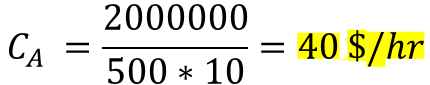 C_A = 2000000 / 500 * 10 = 40 $/hr